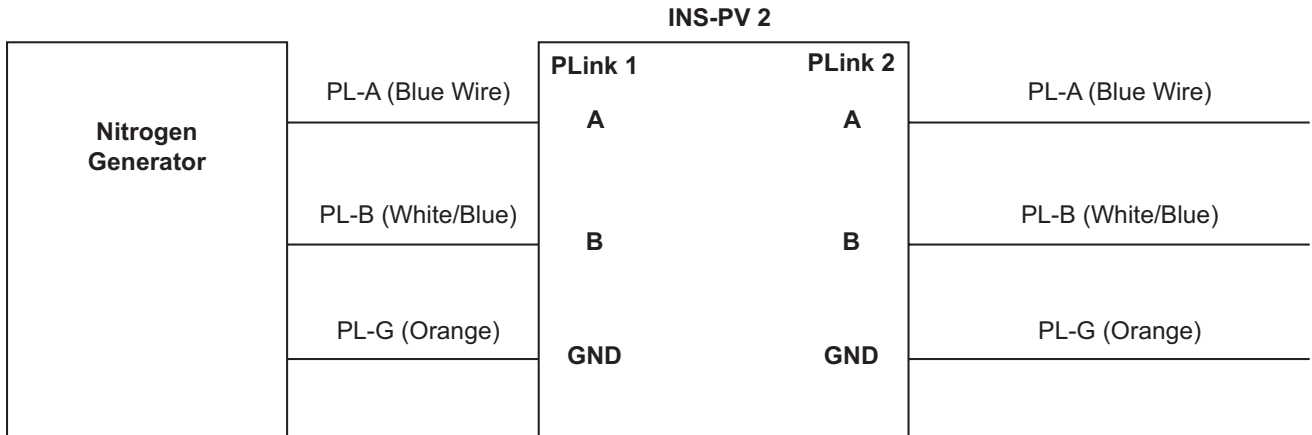 INS-PV 2
PLink 1
PLink 2
PL-A (Blue Wire)
A
A
PL-A (Blue Wire)
Nitrogen
Generator
PL-B (White/Blue)
B
B
PL-B (White/Blue)
PL-G (Orange)
GND
GND
PL-G (Orange)